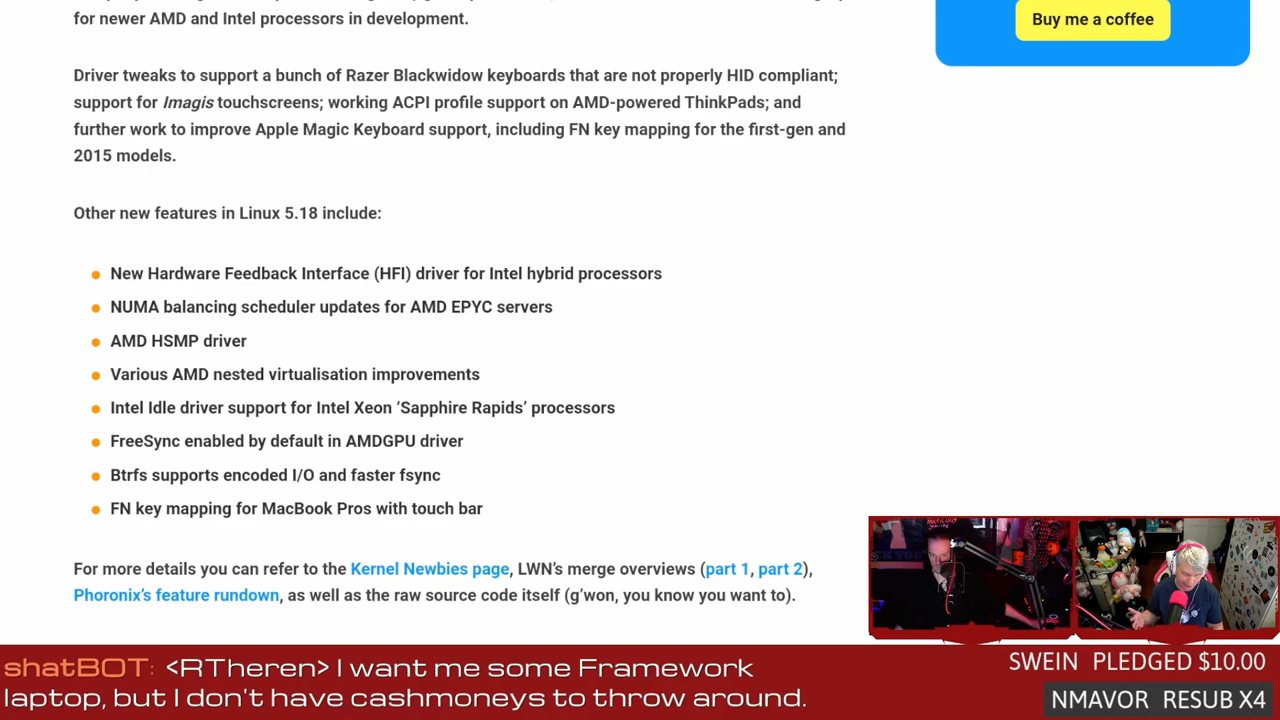 for newer AMD and Intel processors in development.
Buy me a coffee
Driver tweaks to support a bunch of Razer Blackwidow keyboards that are not properly HID compliant;
support for Imagis touchscreens; working ACPI profile support on AMD-powered ThinkPads; and
further work to improve Apple Magic Keyboard support, including FN key mapping for the first-gen and
2015 models.
Other new features in Linux 5.18 include:
New Hardware Feedback Interface (HFI) driver for Intel hybrid processors
NUMA balancing scheduler updates for AMD EPYC servers
AMD HSMP driver
Various AMD nested virtualisation improvements
Intel Idle driver support for Intel Xeon ‘Sapphire Rapids’ processors
FreeSync enabled by default in AMDGPU driver
Btrfs supports encoded I/O and faster fsync
FN key mapping for MacBook Pros with touch bar
For more details you can refer to the Kernel Newbies page, LWN’s merge overviews (part 1, part 2),
Phoronix’s feature rundown, as well as the raw source code itself (g’won, you know you want to).
shatBOT: <RTheren> I want me some Framework
laptop, but I don't have cashmoneys to throw around.
SWEIN PLEDGED $10.00
NMAVOR RESUB X4